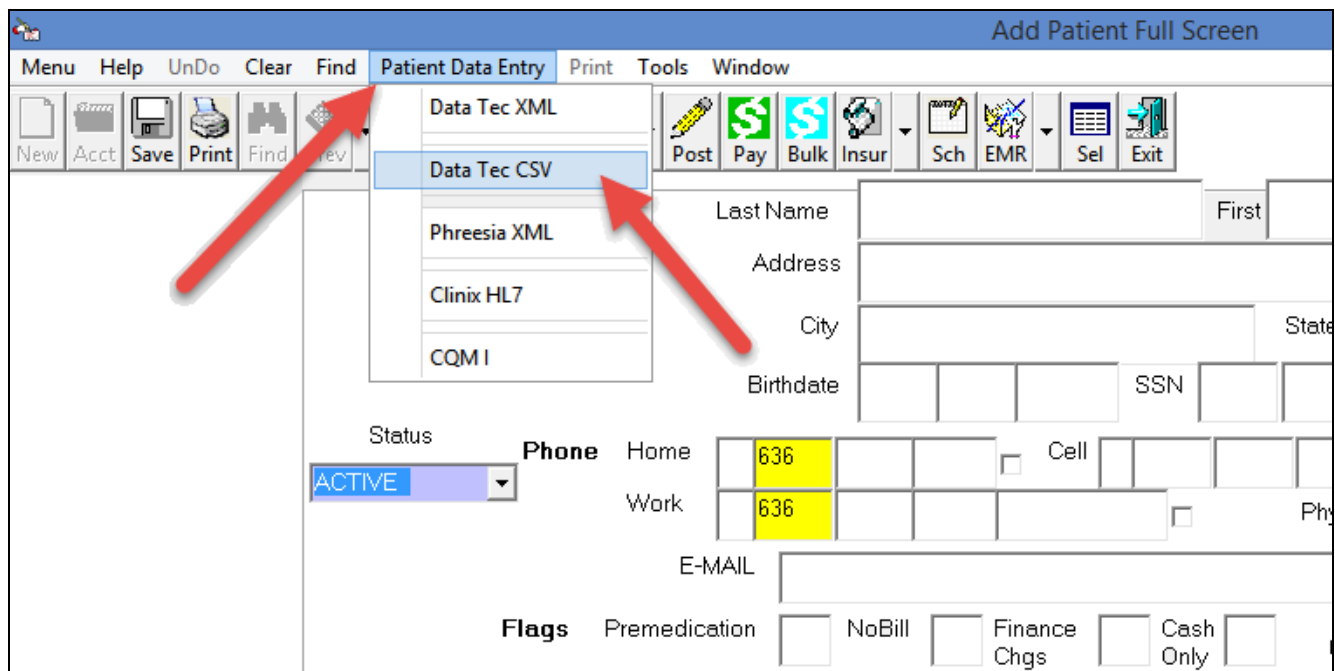 Add Patient Full Screen
Menu Help UnDo Clear Find Patient Data Entry Print Tools Window
New Acct Save Print Find Post Pay Bulk Insur Sch EMR Sel Exit
Data Tec XML
Data Tec CSV
Phreesia XML
Clinix HL7
CQM I
Last Name First
Address
City State
Birthdate SSN
Status
ACTIVE
Phone Home 636 Cell
Work 636
E-MAIL
Flags Premedication NoBill Finance Chgs Cash Only